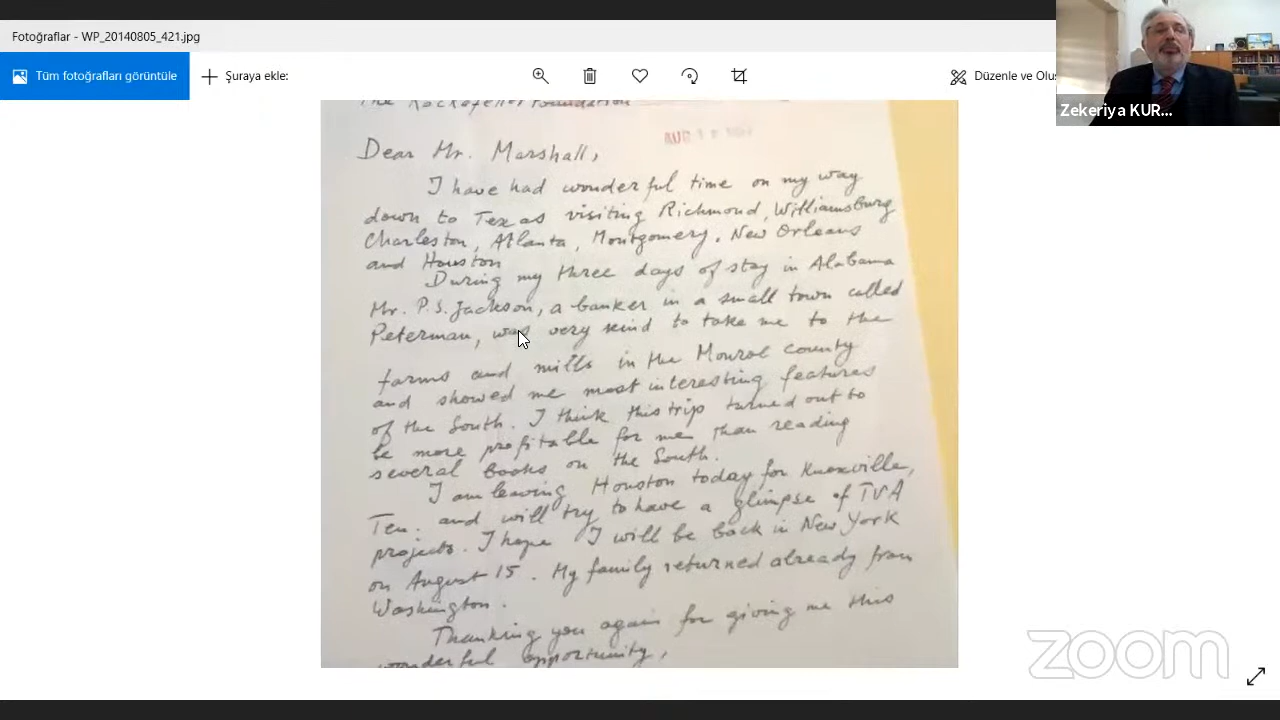 Fotoğraflar - WP_20140805_421.jpg
Tüm fotoğrafları görüntüle
Şuraya ekle:
Düzenle ve Olu
Zekeriya KUR...
The Rockefeller Foundation
AUG
Dear Mr. Marshall,
I have had wonderful time on my way
down to Texas visiting Richmond, Williamsburg
Charleston, Atlanta, Montgomery, New Orleans
and Houston
During my three days of stay in Alabama
Mr. P.S. Jackson, a banker in a small town called
Peterman, was very kind to take me to the
farms and mills in the Monroe county
and showed me most interesting features
of the South. I think this trip turned out to
be more profitable for me than reading
several books on the South.
I am leaving Houston today for Knoxville,
Ten. and will try to have a glimpse of TVA
projects. I hope I will be back in New York
on August 15. My family returned already from
Washington.
Thanking you again for giving me this
wonderful opportunity,
zoom